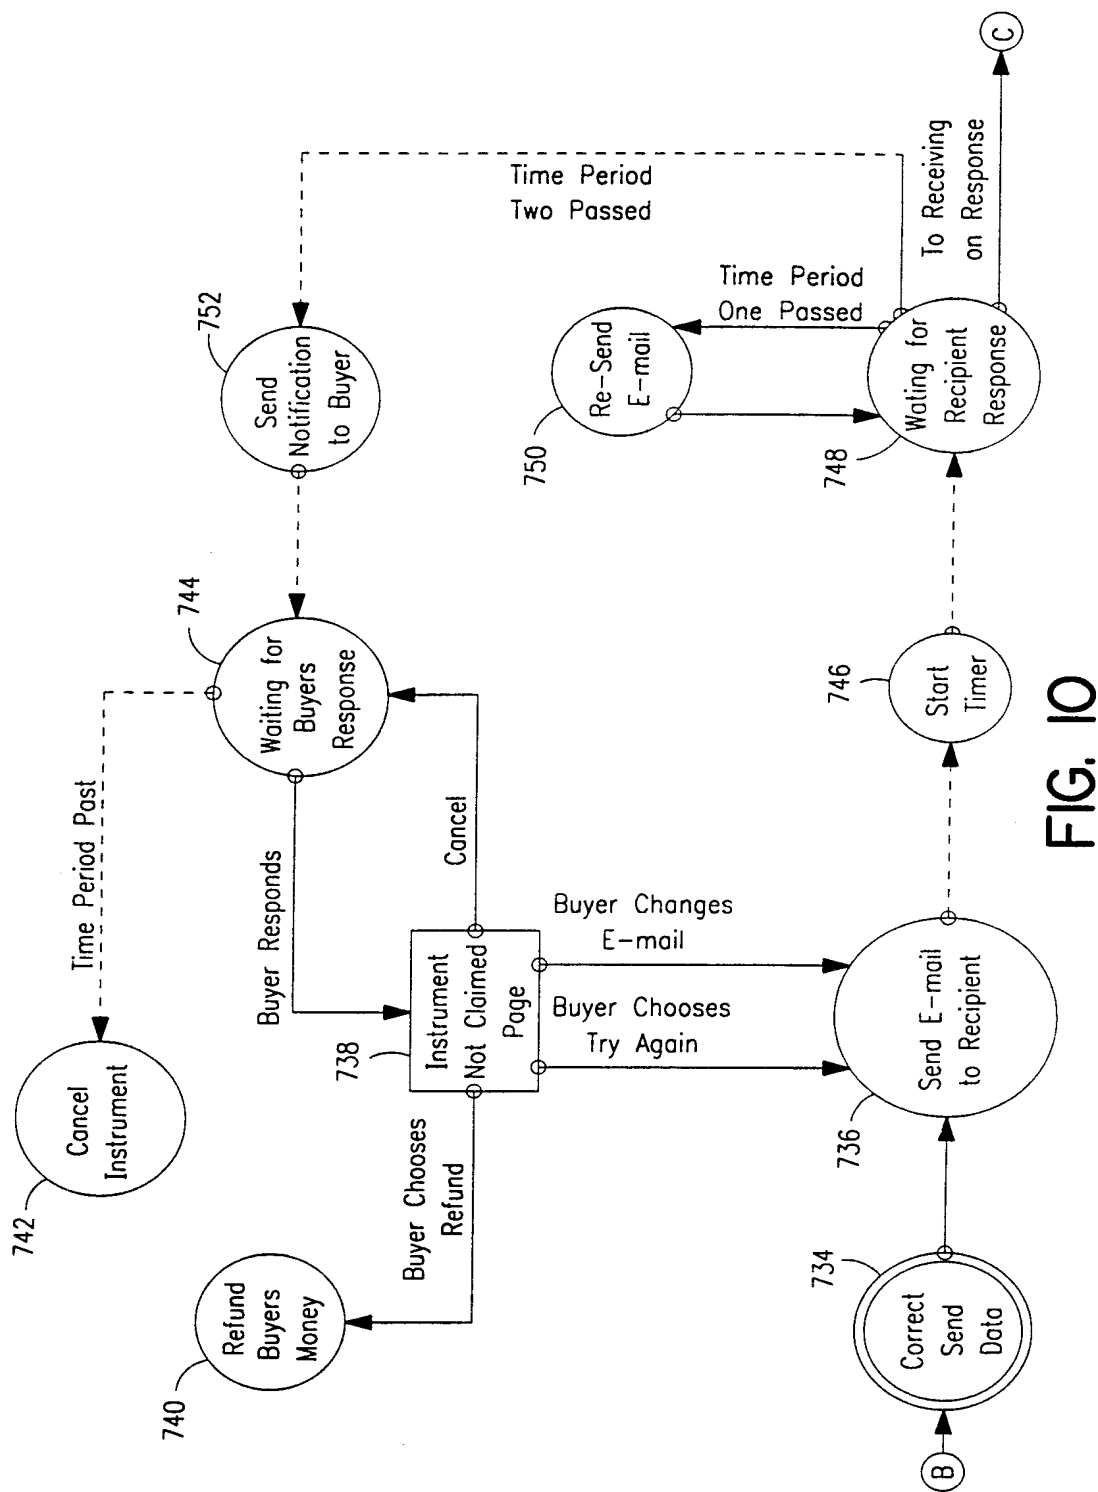 742
Cancel
Instrument
Time Period Past
744
Waiting for
Buyers
Response
752
Send
Notification
to Buyer
740
Refund
Buyers
Money
Buyer Chooses
Refund
738
Instrument
Not Claimed
Page
Buyer Responds
Cancel
Time Period
Two Passed
Buyer Changes
E-mail
Buyer Chooses
Try Again
750
Re-Send
E-mail
Time Period
One Passed
B
734
Correct
Send
Data
736
Send E-mail
to Recipient
746
Start
Timer
748
Wating for
Recipient
Response
To Receiving
on Response
C
FIG. 10